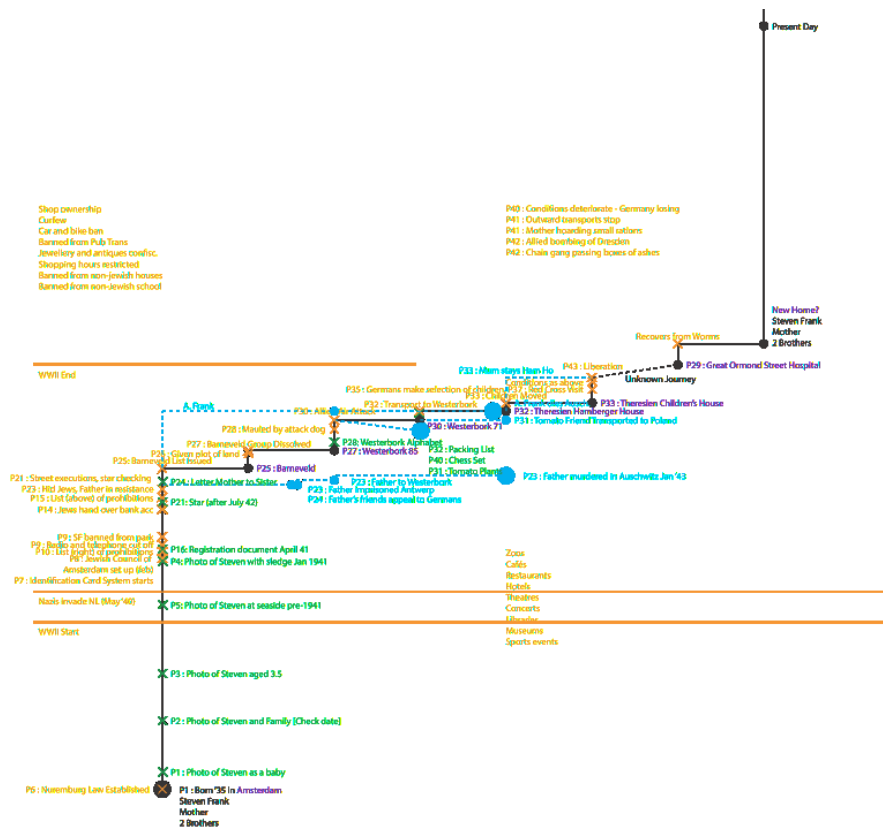 Present Day
Shop ownership
Curfew
Car and bike ban
Banned from Pub Trans
Jewellery and antiques confisc.
Shopping hours restricted
Banned from non-jewish houses
Banned from non-Jewish school
P40 : Conditions deteriorate - Germany losing
P41 : Outward transports stop
P41 : Mother hoarding small rations
P42 : Allied bombing of Dresden
P42 : Chain gang passing boxes of ashes
New Home?
Steven Frank
Mother
2 Brothers
Recovers from Worms
P29 : Great Ormond Street Hospital
P43 : Liberation
Unknown Journey
P33 : Mum stays Ham Ho
WWII End
Conditions as above
P35 : Germans make selection of children
P37 : Red Cross Visit
P33 : Children Moved
P33 : Theresien Children's House
P32 : Transport to Westerbork
A. Frank
P32 : Theresien Hamberger House
P31 : Tomato Friend Transported to Poland
P28 : Mauled by attack dog
P30 : Westerbork 71
P27 : Barneveld Group Dissolved
P28 : Westerbork Alphabet
P27 : Westerbork 85
P26 : Given plot of land
P32 : Packing List
P40 : Chess Set
P31 : Tomato Plant
P25 : Barneveld List Issued
P25 : Barneveld
P21 : Street executions, star checking
P24 : Letter Mother to Sister
P23 : Father to Westerbork
P23 : Father murdered in Auschwitz Jan '43
P23 : Hid Jews, Father in resistance
P23 : Father Imprisoned Antwerp
P15 : List (above) of prohibitions
P24 : Father's friends appeal to Germans
P21 : Star (after July 42)
P14 : Jews hand over bank acc
P9 : SF banned from park
P9 : Radio and telephone cut off
P10 : List (right) of prohibitions
P16: Registration document April 41
P8 : Jewish Council of
Amsterdam set up (feb)
P4: Photo of Steven with sledge Jan 1941
P7 : Identification Card System starts
Zoos
Cafés
Restaurants
Hotels
Theatres
Concerts
Libraries
Museums
Sports events
Nazis invade NL (May '40)
P5: Photo of Steven at seaside pre-1941
WWII Start
P3 : Photo of Steven aged 3.5
P2 : Photo of Steven and Family [Check date]
P1 : Photo of Steven as a baby
P6 : Nuremburg Law Established
P1 : Born '35 in Amsterdam
Steven Frank
Mother
2 Brothers